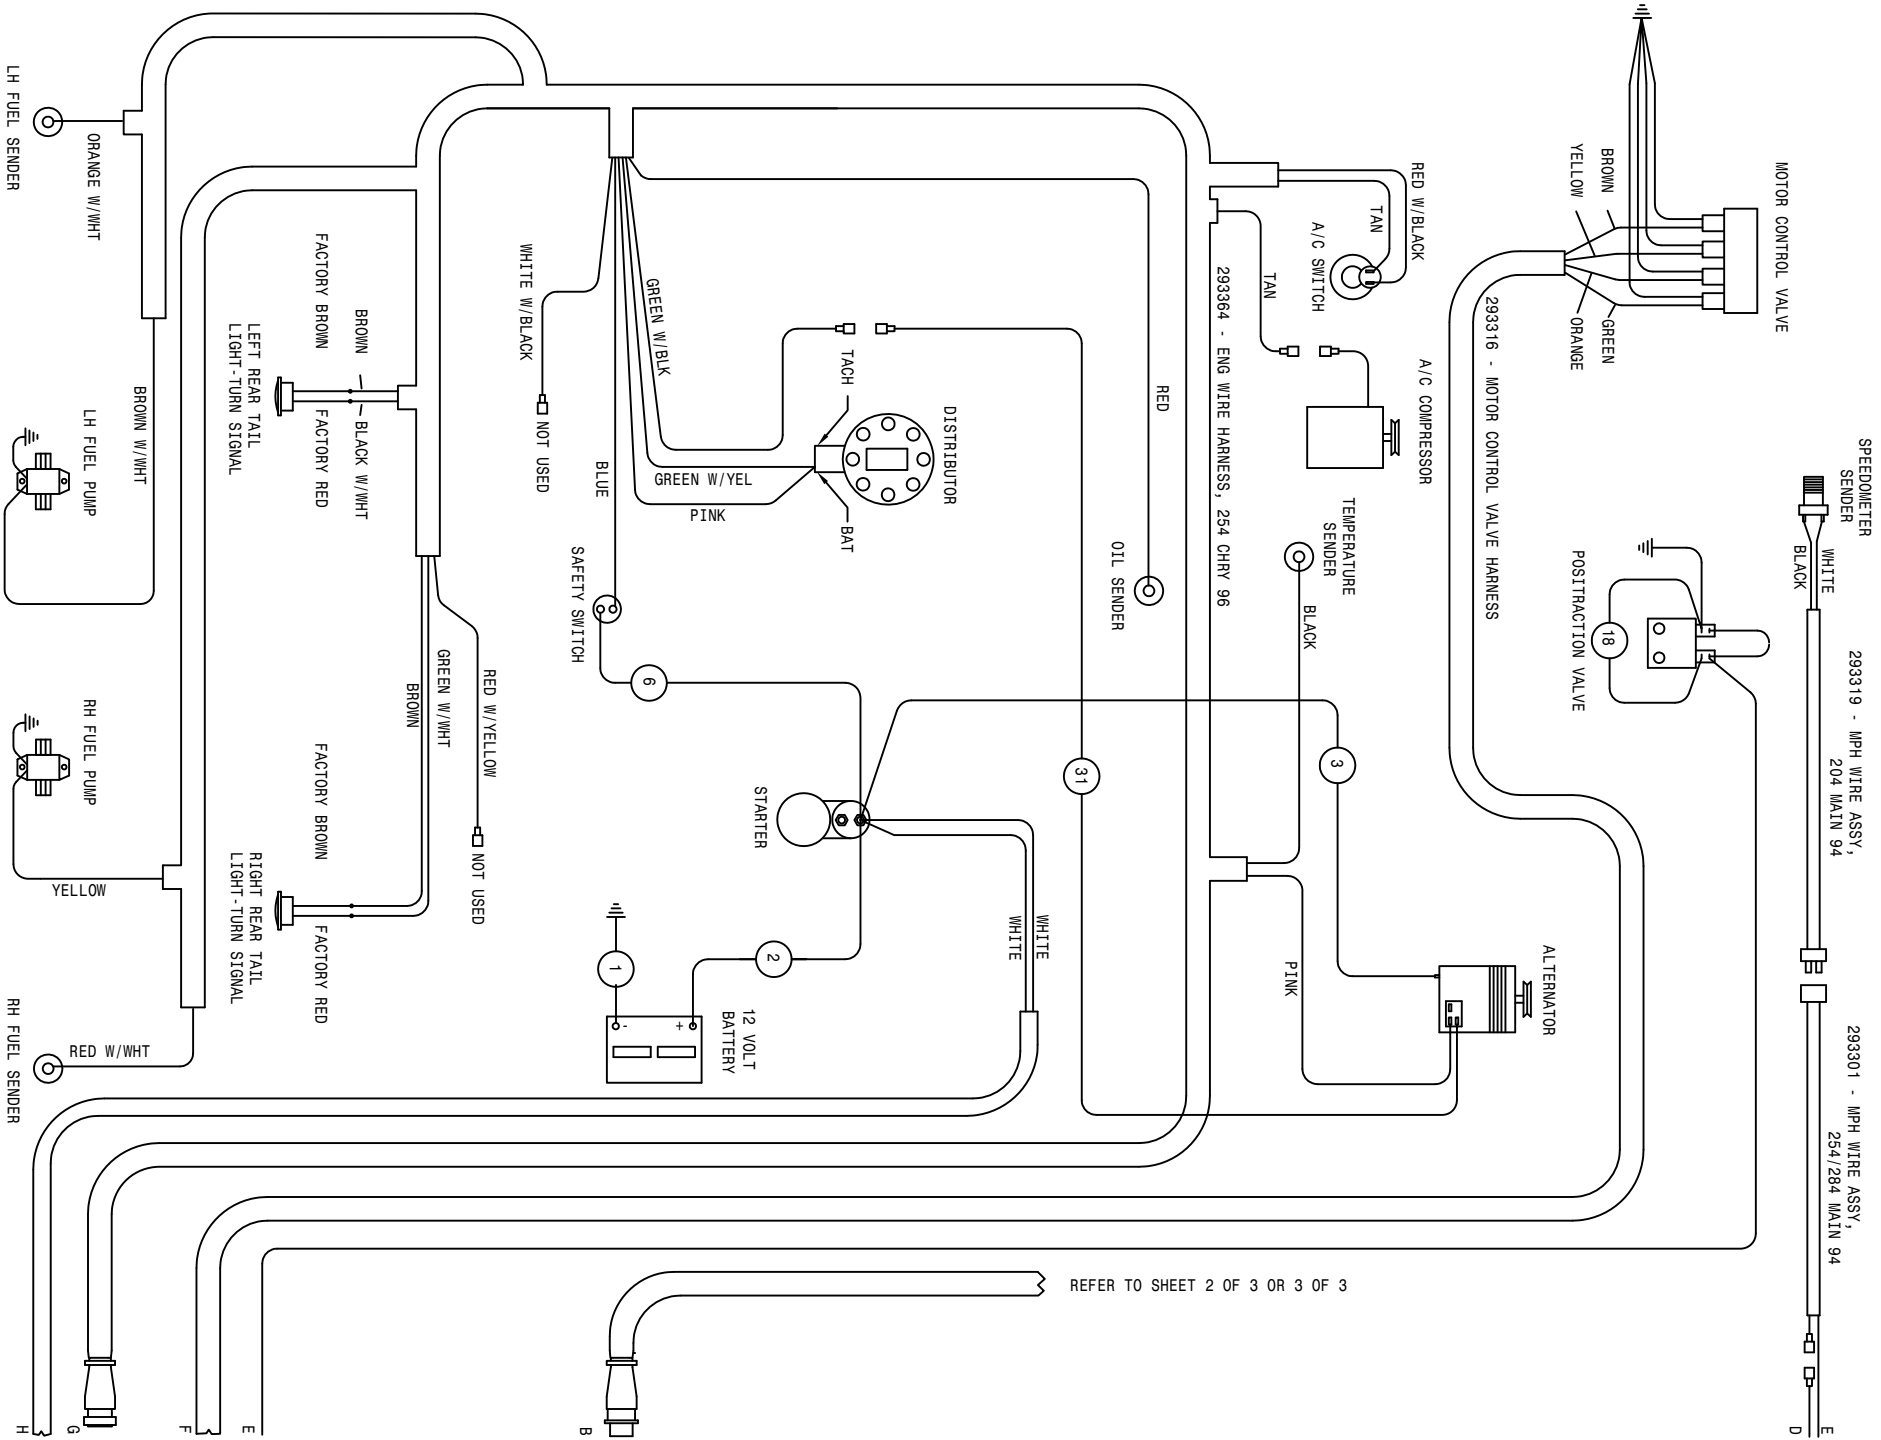 MOTOR CONTROL VALVE
BROWN
YELLOW
GREEN
ORANGE
293316 - MOTOR CONTROL VALVE HARNESS
SPEEDOMETER
SENDER
WHITE
BLACK
293319 - MPH WIRE ASSY,
204 MAIN 94
293301 - MPH WIRE ASSY,
254/284 MAIN 94
E
D
POSITRACTION VALVE
18
RED W/BLACK
TAN
A/C SWITCH
TAN
A/C COMPRESSOR
293364 - ENG WIRE HARNESS, 254 CHRY 96
TEMPERATURE
SENDER
BLACK
3
ALTERNATOR
PINK
RED
OIL SENDER
31
DISTRIBUTOR
TACH
BAT
GREEN W/BLK
GREEN W/YEL
PINK
WHITE W/BLACK
NOT USED
BLUE
SAFETY SWITCH
6
STARTER
WHITE
WHITE
2
1
12 VOLT
BATTERY
-
+
LH FUEL SENDER
ORANGE W/WHT
BROWN W/WHT
LH FUEL PUMP
FACTORY BROWN
BROWN
LEFT REAR TAIL
LIGHT-TURN SIGNAL
FACTORY RED
BLACK W/WHT
RED W/YELLOW
GREEN W/WHT
BROWN
NOT USED
FACTORY BROWN
RIGHT REAR TAIL
LIGHT-TURN SIGNAL
FACTORY RED
RH FUEL PUMP
YELLOW
RED W/WHT
RH FUEL SENDER
REFER TO SHEET 2 OF 3 OR 3 OF 3
B
E
F
G
H